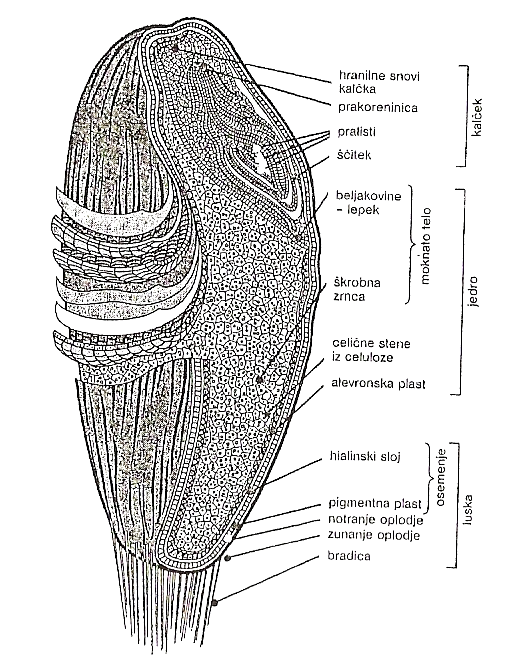 hranilne snovi
kalčka
prakoreninica
pralisti
ščitek
kalček
beljakovine
– lepek
škrobna
zrnca
moknato telo
celične stene
iz celuloze
alevronska plast
jedro
hialinski sloj
pigmentna plast
osemenje
notranje oplodje
zunanje oplodje
bradica
luska